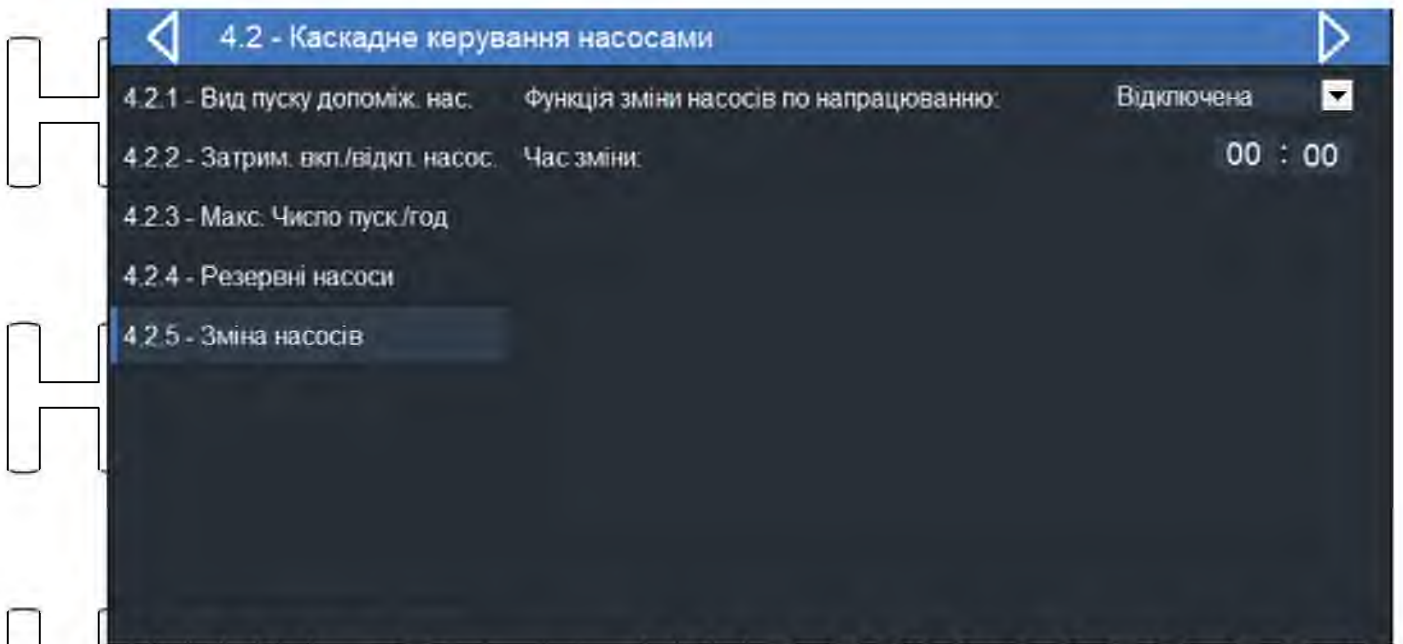 4.2 - Каскадне керування насосами
4.2.1 - Вид пуску допоміж. нас. Функція зміни насосів по напрацюванню: Відключена
4.2.2 - Затрим. вкл./відкл. насос. Час зміни: 00 : 00
4.2.3 - Макс. Число пуск./год
4.2.4 - Резервні насоси
4.2.5 - Зміна насосів